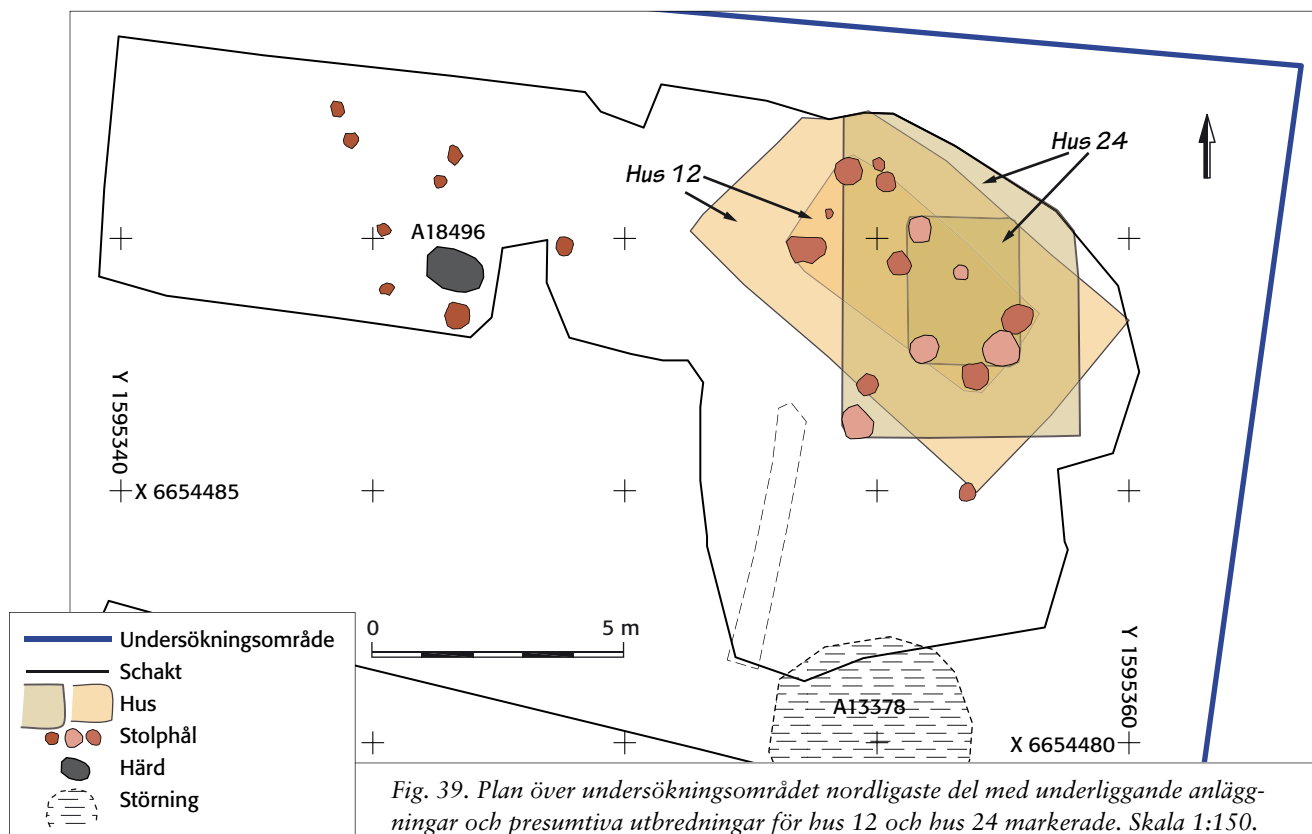 Hus 24
Hus 12
A18496
Y 1595340
X 6654485
0
5 m
Y 1595360
A13378
X 6654480
Undersökningsområde
Schakt
Hus
Stolphål
Härd
Störning
Fig. 39. Plan över undersökningsområdet nordligaste del med underliggande anlägg-
ningar och presumtiva utbredningar för hus 12 och hus 24 markerade. Skala 1:150.